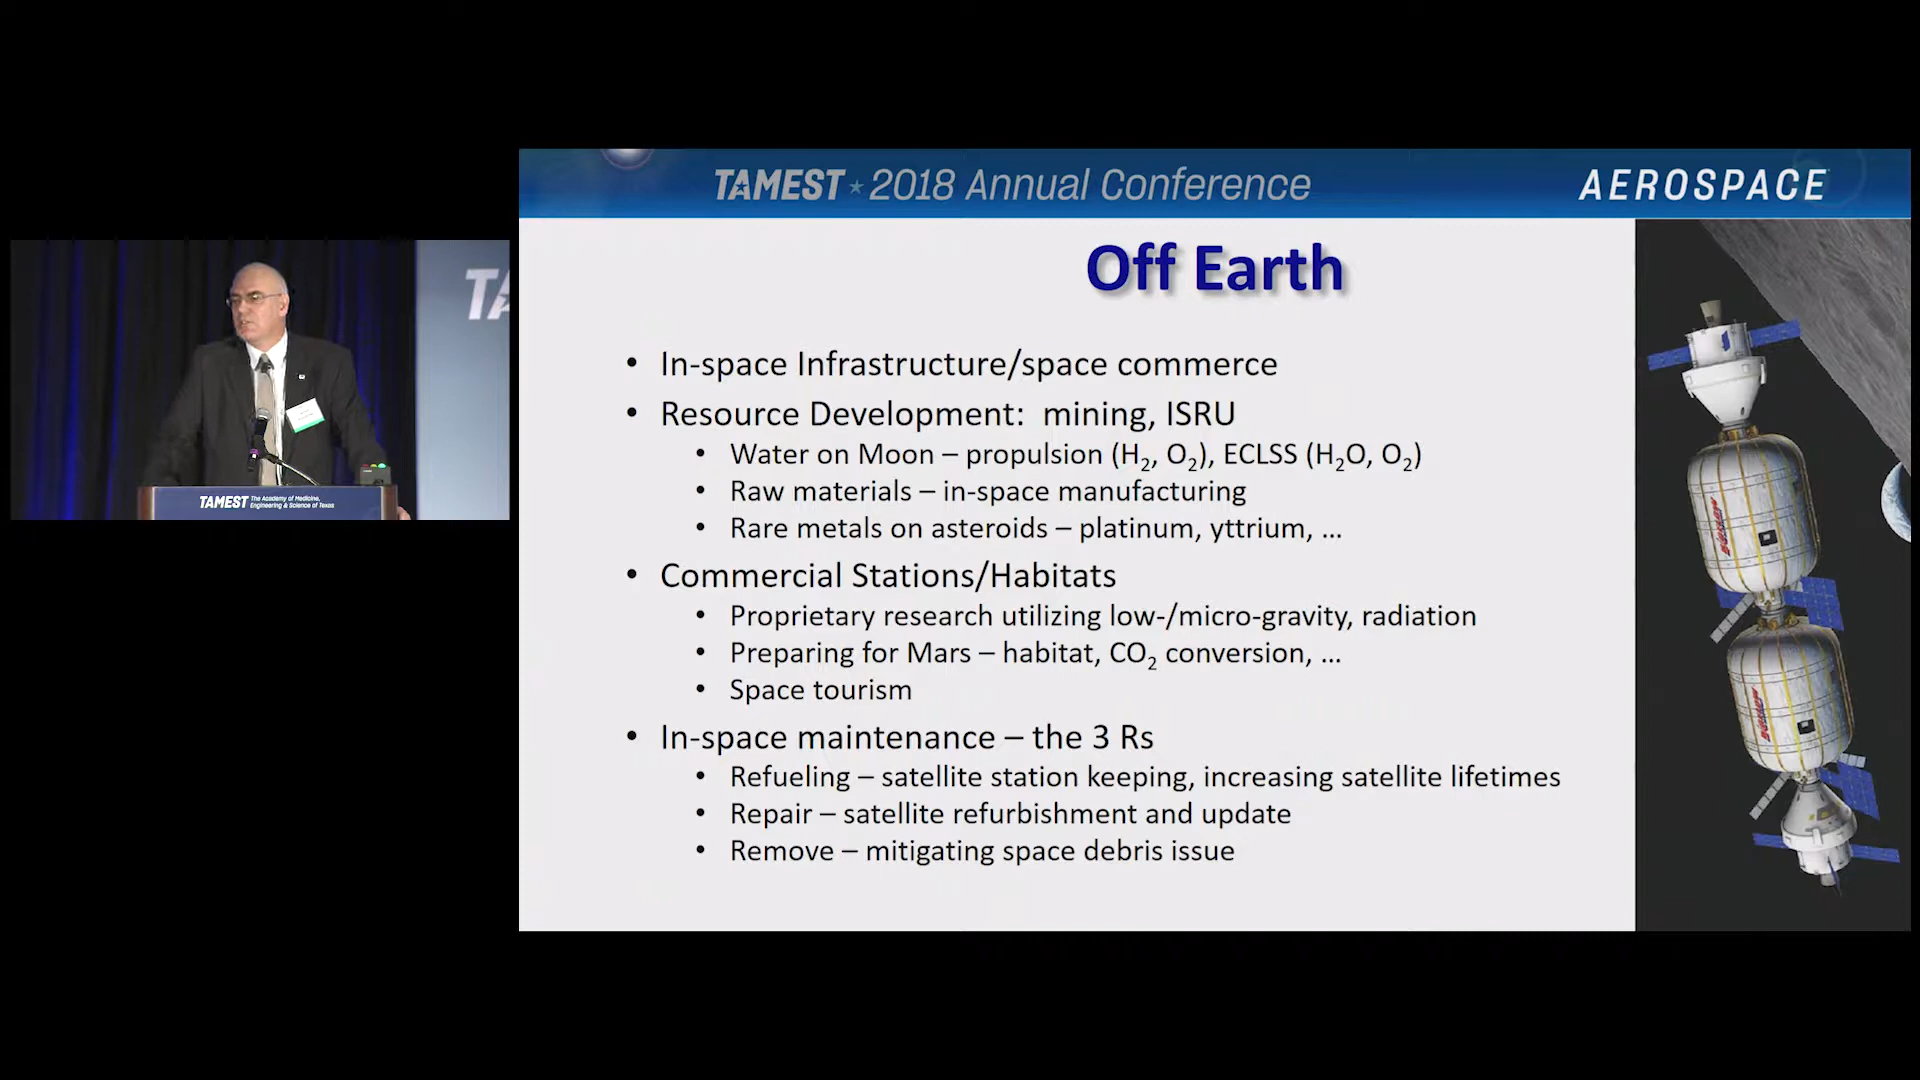 TAMEST★2018 Annual Conference
AEROSPACE
Off Earth
• In-space Infrastructure/space commerce
• Resource Development: mining, ISRU
• Water on Moon – propulsion (H₂, O₂), ECLSS (H₂O, O₂)
• Raw materials – in-space manufacturing
• Rare metals on asteroids – platinum, yttrium, ...
• Commercial Stations/Habitats
• Proprietary research utilizing low-/micro-gravity, radiation
• Preparing for Mars – habitat, CO₂ conversion, ...
• Space tourism
• In-space maintenance – the 3 Rs
• Refueling – satellite station keeping, increasing satellite lifetimes
• Repair – satellite refurbishment and update
• Remove – mitigating space debris issue
TA
TAMEST The Academy of Medicine,
Engineering & Science of Texas